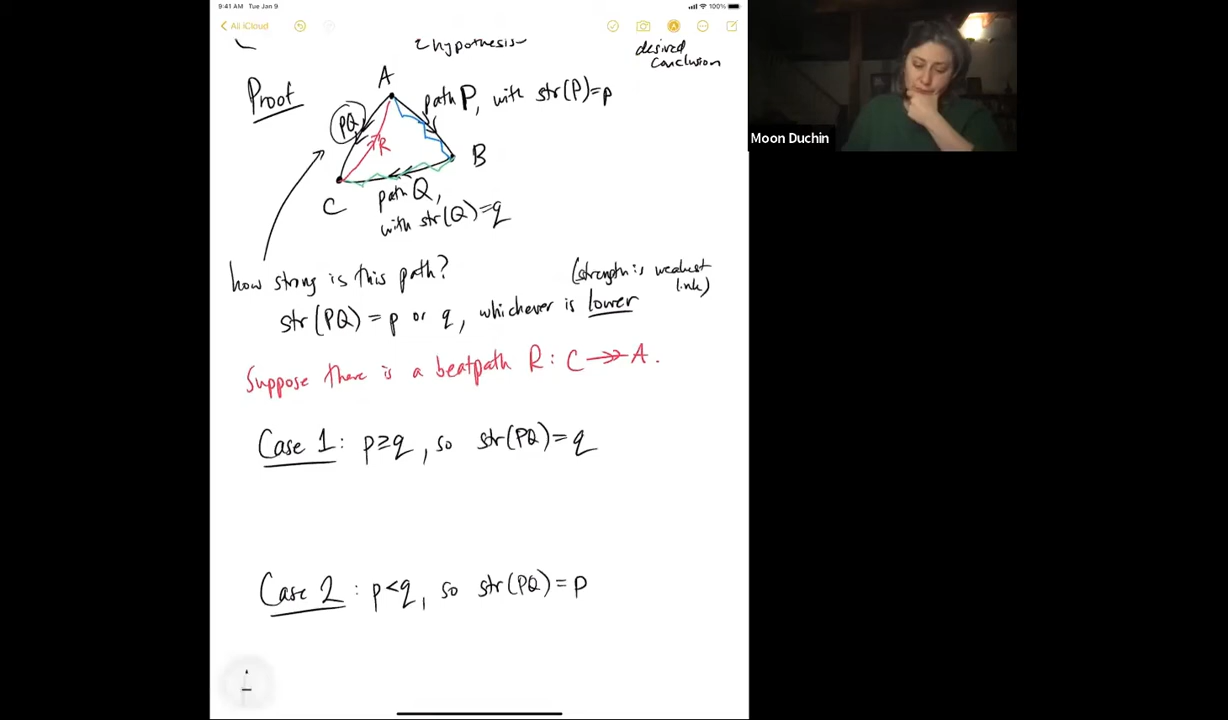 9:41 AM Tue Jan 9
100%
All iCloud
hypothesis
desired
conclusion
Proof
A
path P, with str(P)=p
PQ
R
B
C
path Q,
with str(Q)=q
how strong is this path?
(strength is weakest
link)
str(PQ) = p or q, whichever is lower
Suppose there is a beatpath R: C ↠ A.
Case 1: p≥q, so str(PQ)=q
Case 2: p<q, so str(PQ)=p
Moon Duchin